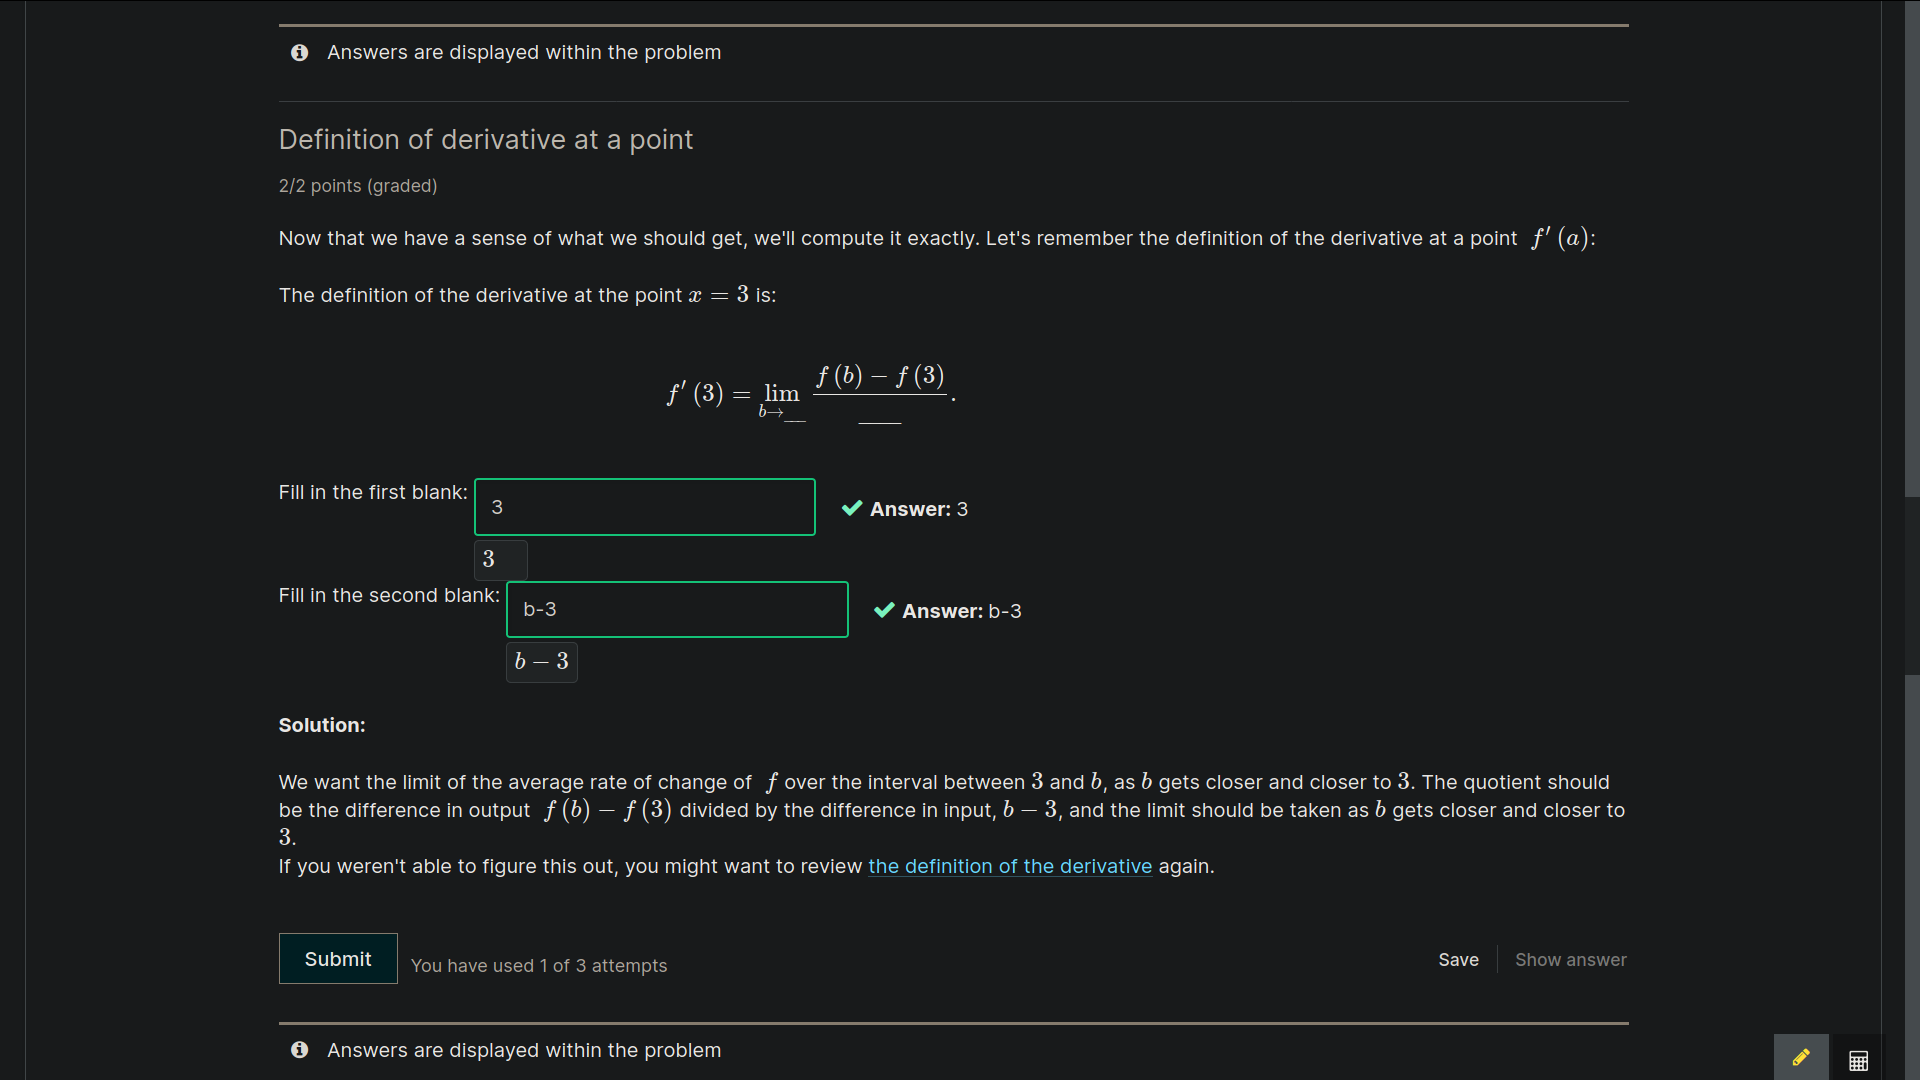 Answers are displayed within the problem
Definition of derivative at a point
2/2 points (graded)
Now that we have a sense of what we should get, we'll compute it exactly. Let's remember the definition of the derivative at a point f′(a):
The definition of the derivative at the point x = 3 is:
f′(3) = lim b→__ f(b) − f(3) / ___.
Fill in the first blank: 3 Answer: 3
3
Fill in the second blank: b-3 Answer: b-3
b − 3
Solution:
We want the limit of the average rate of change of f over the interval between 3 and b, as b gets closer and closer to 3. The quotient should
be the difference in output f(b) − f(3) divided by the difference in input, b − 3, and the limit should be taken as b gets closer and closer to
3.
If you weren't able to figure this out, you might want to review the definition of the derivative again.
Submit You have used 1 of 3 attempts Save Show answer
Answers are displayed within the problem